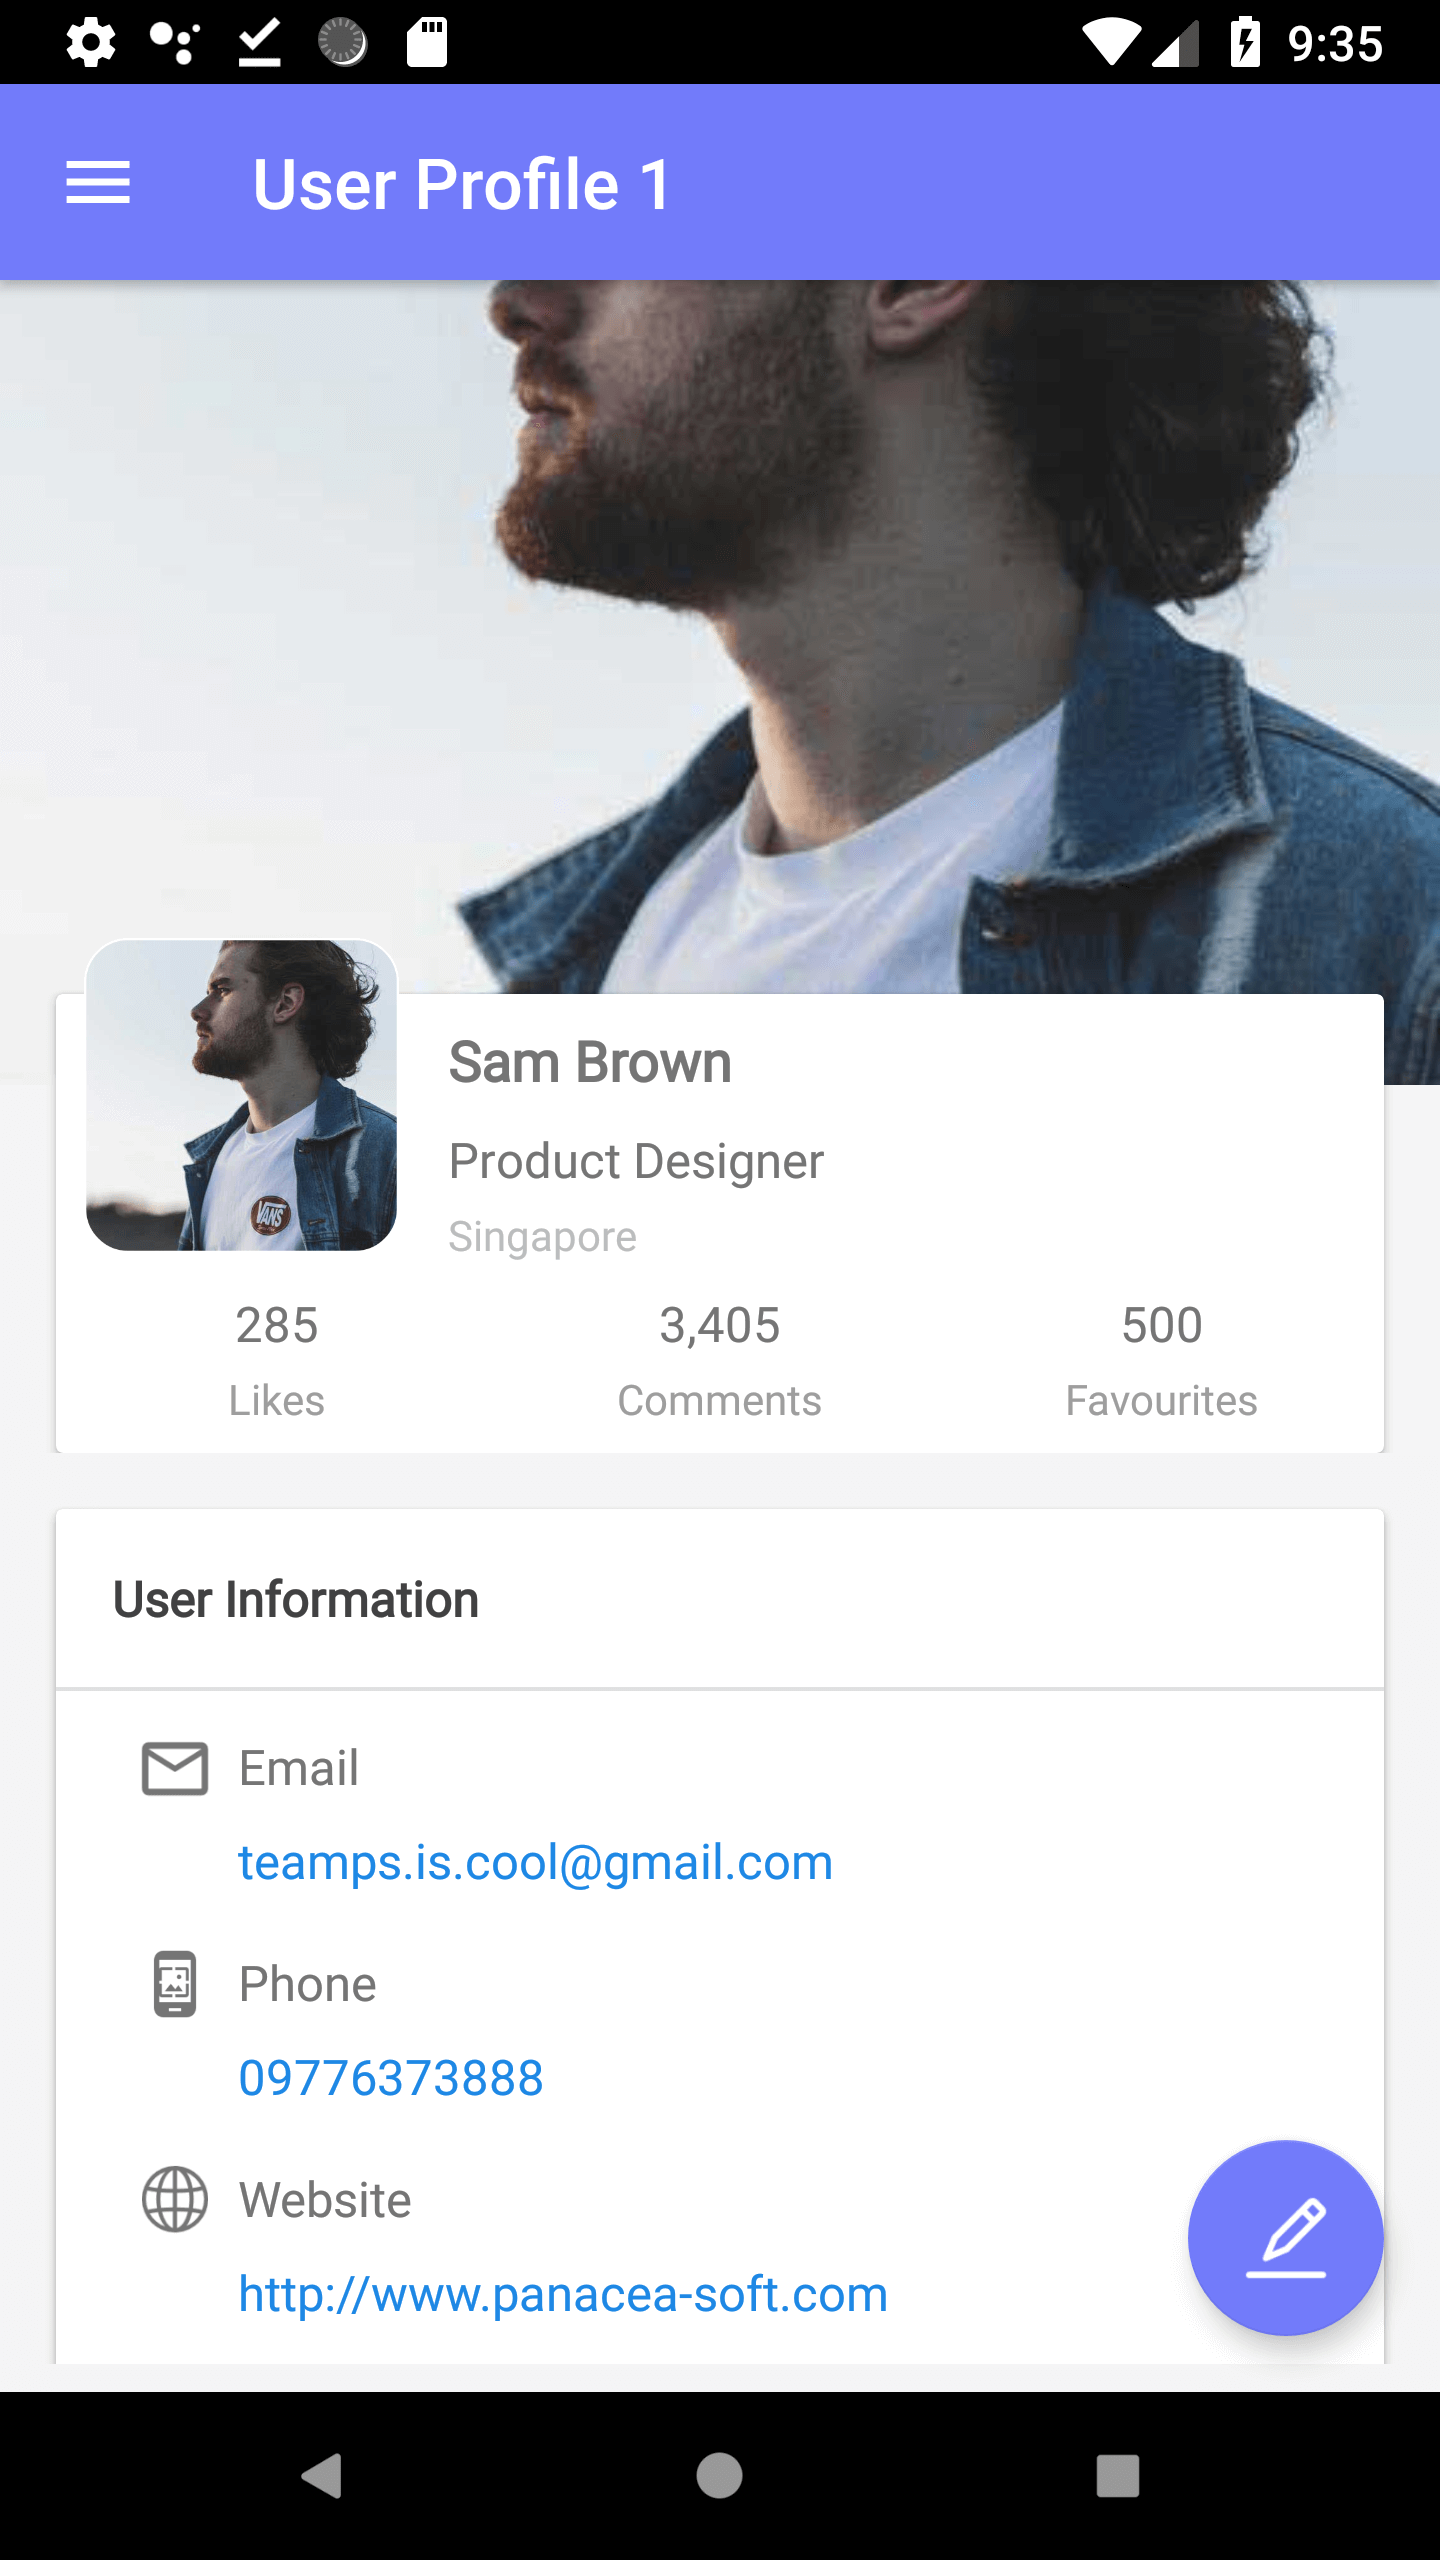 9:35
User Profile 1
VANS
Sam Brown
Product Designer
Singapore
285
3,405
500
Likes
Comments
Favourites
User Information
Email
teamps.is.cool@gmail.com
Phone
09776373888
Website
http://www.panacea-soft.com